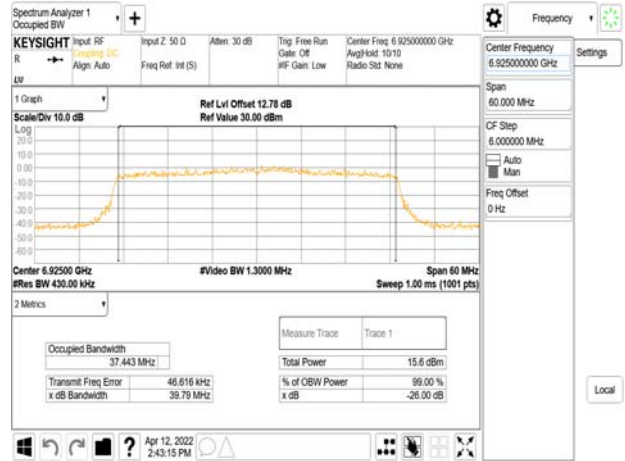 Spectrum Analyzer 1
Occupied BW
KEYSIGHT
R
Input: RF
Coupling: DC
Align: Auto
Input Z: 50 Ω
Freq Ref: Int (S)
Atten: 30 dB
Trig: Free Run
Gate: Off
#IF Gain: Low
Center Freq: 6.925000000 GHz
Avg|Hold: 10/10
Radio Std: None
1 Graph
Scale/Div 10.0 dB
Ref Lvl Offset 12.78 dB
Ref Value 30.00 dBm
Log
20.0
10.0
0.00
-10.0
-20.0
-30.0
-40.0
-50.0
-60.0
Center 6.92500 GHz
#Res BW 430.00 kHz
#Video BW 1.3000 MHz
Span 60 MHz
Sweep 1.00 ms (1001 pts)
2 Metrics
Measure Trace
Trace 1
Occupied Bandwidth
37.443 MHz
Total Power
15.6 dBm
Transmit Freq Error
46.616 kHz
% of OBW Power
99.00 %
x dB Bandwidth
39.79 MHz
x dB
-26.00 dB
?
Apr 12, 2022
2:43:15 PM
Frequency
Center Frequency
6.925000000 GHz
Settings
Span
60.000 MHz
CF Step
6.000000 MHz
Auto
Man
Freq Offset
0 Hz
Local